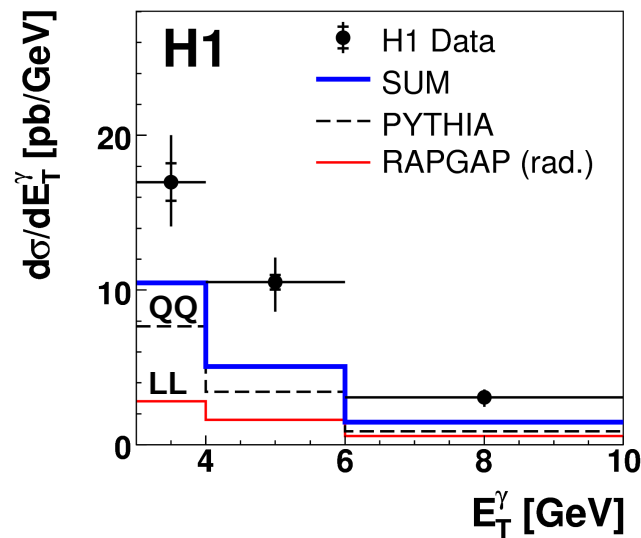 H1
H1 Data
SUM
PYTHIA
RAPGAP (rad.)
dσ/dE_T^γ [pb/GeV]
20
10
0
QQ
LL
4 6 8 10
E_T^γ [GeV]